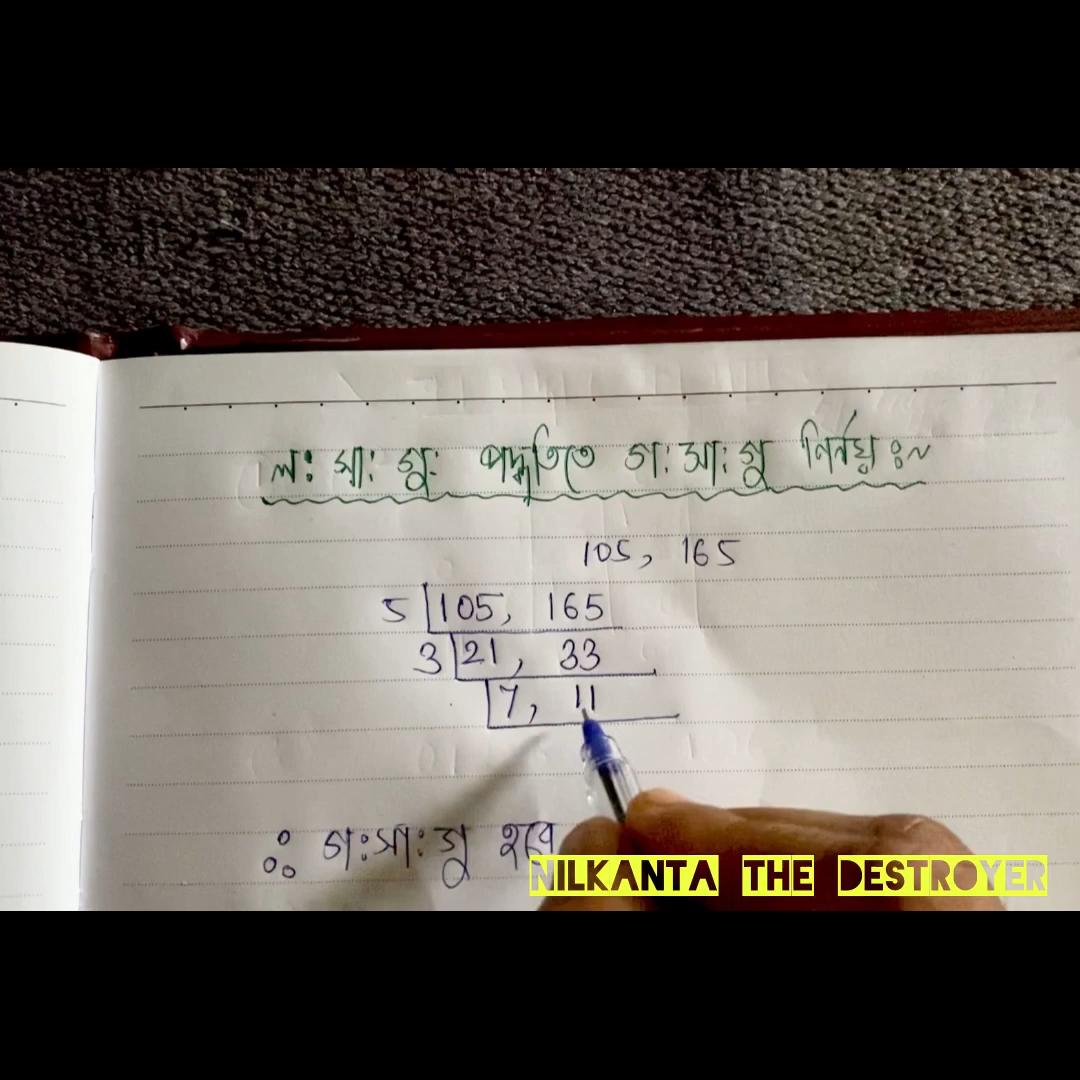 ল: সা: গু: পদ্ধতিতে গ: সা: গু নির্ণয় :~
105, 165
5 105, 165
3 21, 33
7, 11
∴ গ:সা:গু হবে
NILKANTA THE DESTROYER